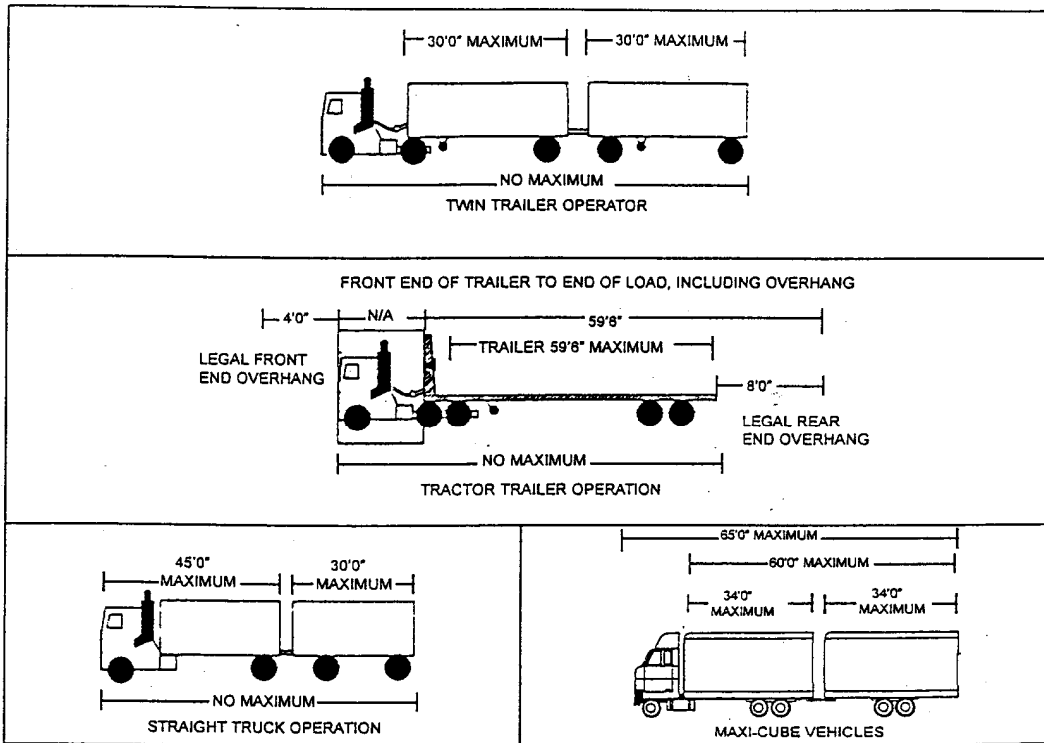 30'0" MAXIMUM
30'0" MAXIMUM
NO MAXIMUM
TWIN TRAILER OPERATOR
FRONT END OF TRAILER TO END OF LOAD, INCLUDING OVERHANG
4'0"
N/A
59'6"
LEGAL FRONT
END OVERHANG
TRAILER 59'6" MAXIMUM
8'0"
LEGAL REAR
END OVERHANG
NO MAXIMUM
TRACTOR TRAILER OPERATION
45'0"
MAXIMUM
30'0"
MAXIMUM
NO MAXIMUM
STRAIGHT TRUCK OPERATION
65'0" MAXIMUM
60'0" MAXIMUM
34'0"
MAXIMUM
34'0"
MAXIMUM
MAXI-CUBE VEHICLES